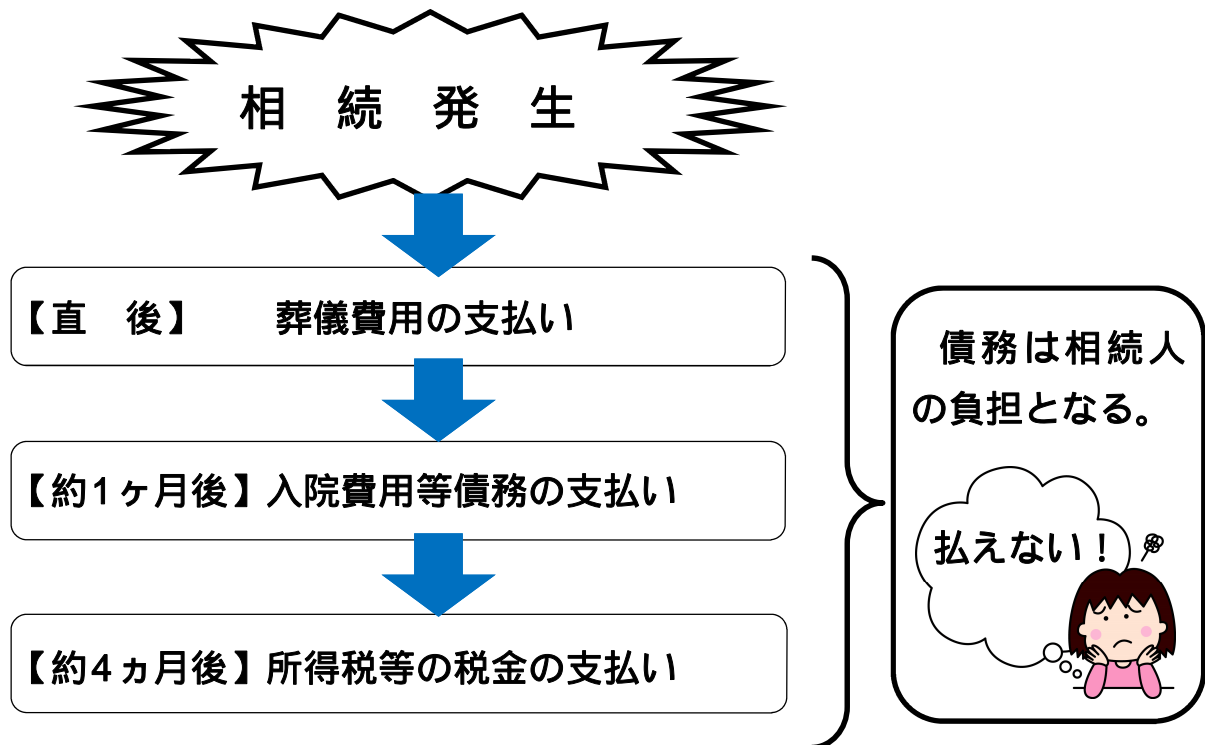 相 続 発 生
【直 後】 葬儀費用の支払い
【約1ヶ月後】入院費用等債務の支払い
【約4ヵ月後】所得税等の税金の支払い
債務は相続人
の負担となる。
払えない！